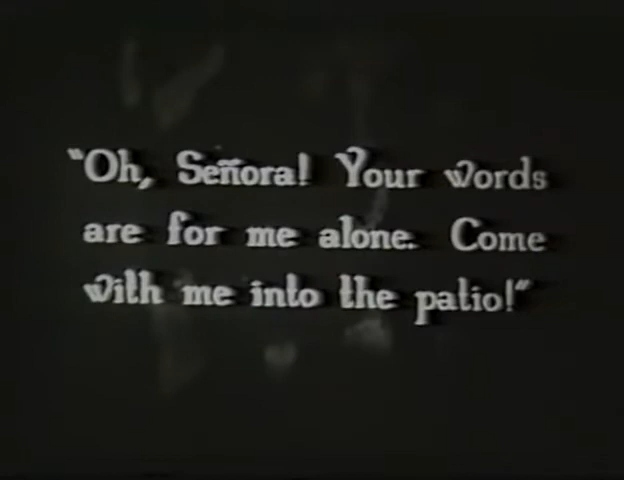 "Oh, Señora! Your words
are for me alone. Come
with me into the patio!"